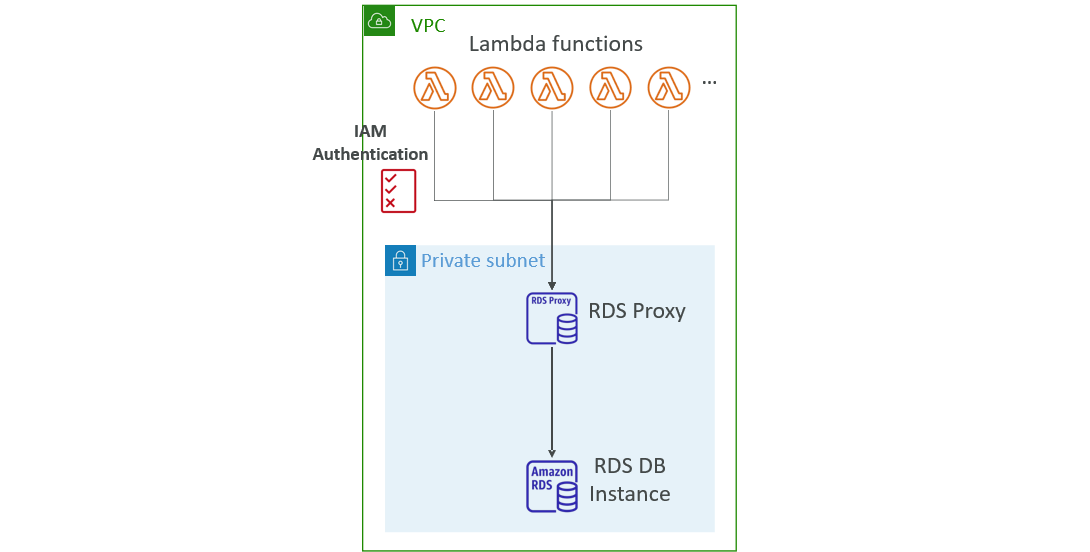 VPC
Lambda functions
...
IAM
Authentication
Private subnet
RDS Proxy
RDS Proxy
Amazon
RDS
RDS DB
Instance